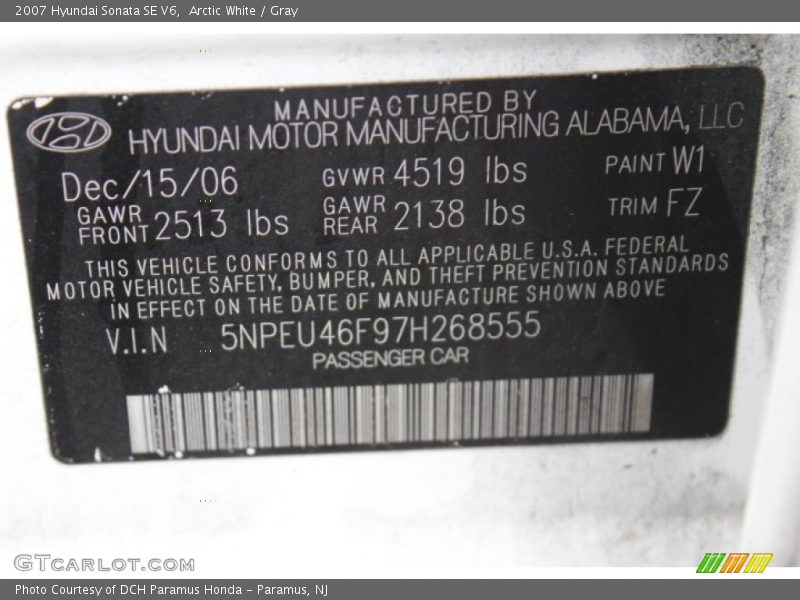 2007 Hyundai Sonata SE V6,  Arctic White / Gray
MANUFACTURED BY
HYUNDAI MOTOR MANUFACTURING ALABAMA, LLC
Dec/15/06 GVWR 4519 lbs PAINT W1
GAWR FRONT 2513 lbs GAWR REAR 2138 lbs TRIM FZ
THIS VEHICLE CONFORMS TO ALL APPLICABLE U.S.A. FEDERAL
MOTOR VEHICLE SAFETY, BUMPER, AND THEFT PREVENTION STANDARDS
IN EFFECT ON THE DATE OF MANUFACTURE SHOWN ABOVE
V.I.N 5NPEU46F97H268555
PASSENGER CAR
GTCARLOT.COM
Photo Courtesy of DCH Paramus Honda - Paramus, NJ